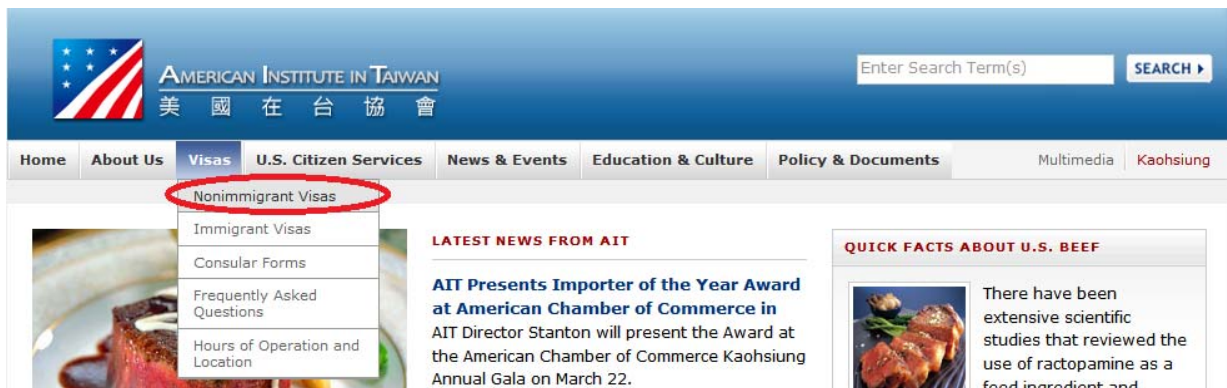 AMERICAN INSTITUTE IN TAIWAN
美國在台協會
Enter Search Term(s)
SEARCH
Home About Us Visas U.S. Citizen Services News & Events Education & Culture Policy & Documents Multimedia Kaohsiung
Nonimmigrant Visas
Immigrant Visas
Consular Forms
Frequently Asked
Questions
Hours of Operation and
Location
LATEST NEWS FROM AIT
AIT Presents Importer of the Year Award
at American Chamber of Commerce in
AIT Director Stanton will present the Award at
the American Chamber of Commerce Kaohsiung
Annual Gala on March 22.
QUICK FACTS ABOUT U.S. BEEF
There have been
extensive scientific
studies that reviewed the
use of ractopamine as a
feed ingredient and